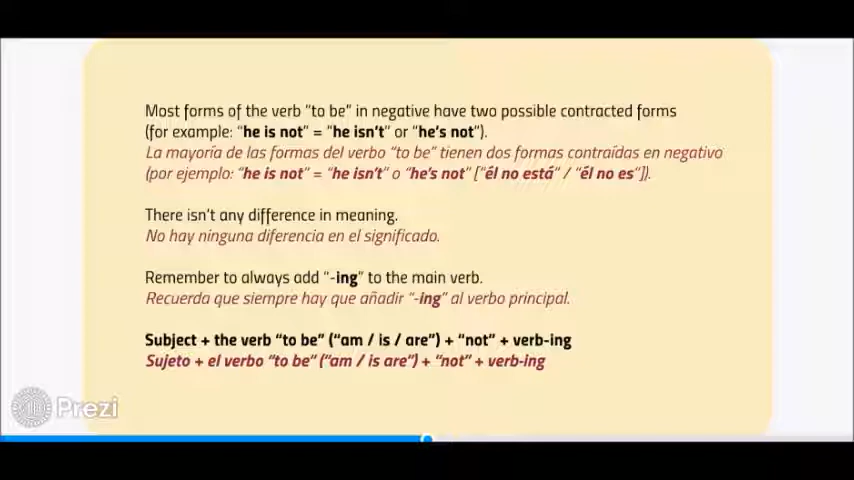 Most forms of the verb “to be” in negative have two possible contracted forms
(for example: “he is not” = “he isn’t” or “he’s not”).
La mayoría de las formas del verbo “to be” tienen dos formas contraídas en negativo
(por ejemplo: “he is not” = “he isn’t” o “he’s not” [“él no está” / “él no es”]).
There isn’t any difference in meaning.
No hay ninguna diferencia en el significado.
Remember to always add “-ing” to the main verb.
Recuerda que siempre hay que añadir “-ing” al verbo principal.
Subject + the verb “to be” (“am / is / are”) + “not” + verb-ing
Sujeto + el verbo “to be” (“am / is are”) + “not” + verb-ing
Prezi